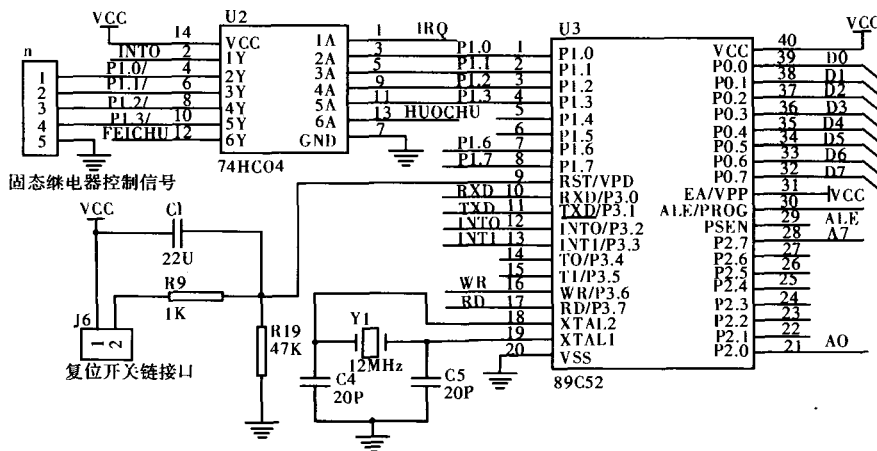 VCC
U2
74HC04
14 VCC
INTO 2 1Y
P1.0/ 4 2Y
P1.1/ 6 3Y
P1.2/ 8 4Y
P1.3/ 10 5Y
FEICHU 12 6Y
1A 1 IRQ
2A 3 P1.0
3A 5 P1.1
4A 9 P1.2
5A 11 P1.3
6A 13 HUOCHU
GND 7
n
1
2
3
4
5
固态继电器控制信号
VCC
C1
22U
R9
1K
J6
1 2
复位开关链接口
R19
47K
Y1
12MHz
C4
20P
C5
20P
U3
P1.0 1 P1.0
P1.1 2 P1.1
P1.2 3 P1.2
P1.3 4 P1.3
5 P1.4
6 P1.5
P1.6 7 P1.6
P1.7 8 P1.7
9 RST/VPD
RXD 10 RXD/P3.0
TXD 11 TXD/P3.1
INTO 12 INTO/P3.2
INT1 13 INT1/P3.3
14 TO/P3.4
15 T1/P3.5
WR 16 WR/P3.6
RD 17 RD/P3.7
18 XTAL2
19 XTAL1
20 VSS
VCC
VCC 40
P0.0 39 D0
P0.1 38 D1
P0.2 37 D2
P0.3 36 D3
P0.4 35 D4
P0.5 34 D5
P0.6 33 D6
P0.7 32 D7
EA/VPP 31 VCC
ALE/PROG 30
PSEN 29 ALE
P2.7 28 A7
P2.6 27
P2.5 26
P2.4 25
P2.3 24
P2.2 23
P2.1 22
P2.0 21 AO
89C52